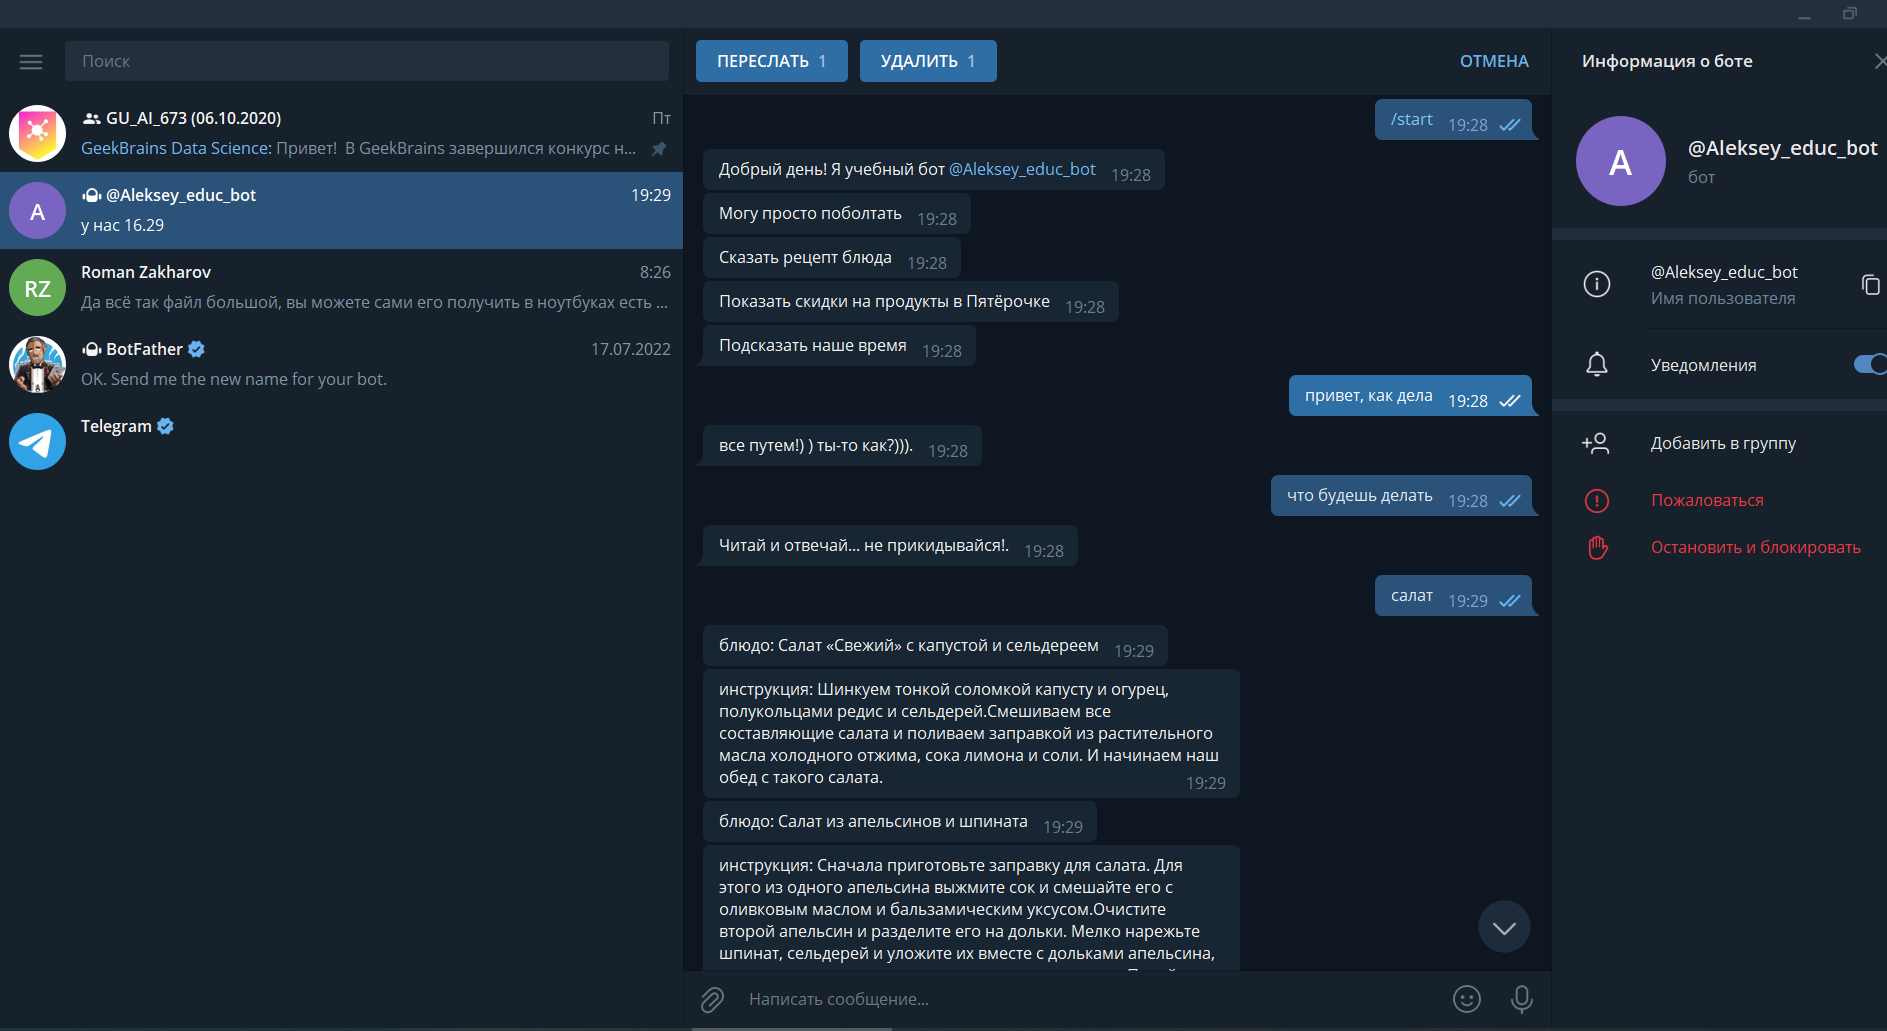 Поиск
GU_AI_673 (06.10.2020)
Пт
GeekBrains Data Science: Привет! В GeekBrains завершился конкурс н...
А
@Aleksey_educ_bot
19:29
у нас 16.29
RZ
Roman Zakharov
8:26
Да всё так файл большой, вы можете сами его получить в ноутбуках есть ...
BotFather
17.07.2022
OK. Send me the new name for your bot.
Telegram
ПЕРЕСЛАТЬ 1
УДАЛИТЬ 1
ОТМЕНА
/start 19:28
Добрый день! Я учебный бот @Aleksey_educ_bot 19:28
Могу просто поболтать 19:28
Сказать рецепт блюда 19:28
Показать скидки на продукты в Пятёрочке 19:28
Подсказать наше время 19:28
привет, как дела 19:28
все путем!) ) ты-то как?))). 19:28
что будешь делать 19:28
Читай и отвечай... не прикидывайся!. 19:28
салат 19:29
блюдо: Салат «Свежий» с капустой и сельдереем 19:29
инструкция: Шинкуем тонкой соломкой капусту и огурец,
полукольцами редис и сельдерей.Смешиваем все
составляющие салата и поливаем заправкой из растительного
масла холодного отжима, сока лимона и соли. И начинаем наш
обед с такого салата.
19:29
блюдо: Салат из апельсинов и шпината 19:29
инструкция: Сначала приготовьте заправку для салата. Для
этого из одного апельсина выжмите сок и смешайте его с
оливковым маслом и бальзамическим уксусом.Очистите
второй апельсин и разделите его на дольки. Мелко нарежьте
шпинат, сельдерей и уложите их вместе с дольками апельсина,
Написать сообщение...
Информация о боте
А
@Aleksey_educ_bot
бот
@Aleksey_educ_bot
Имя пользователя
Уведомления
Добавить в группу
Пожаловаться
Остановить и блокировать